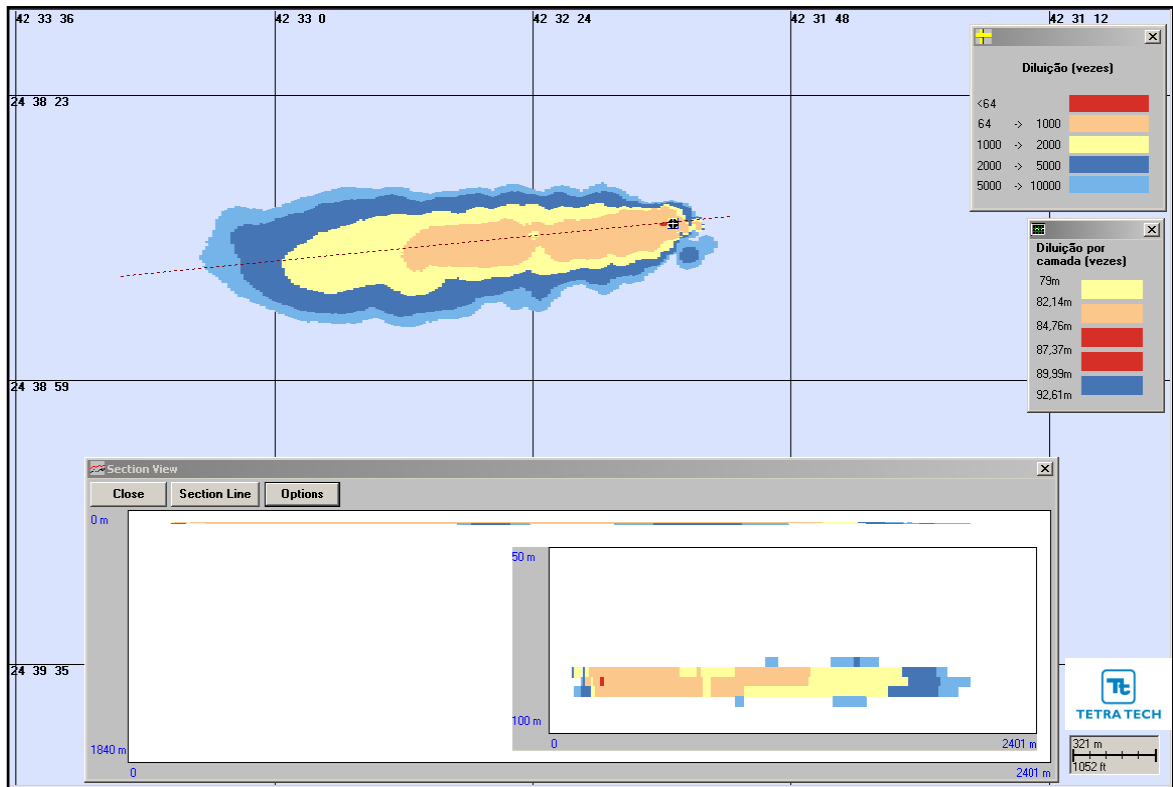 42 33 36
42 33 0
42 32 24
42 31 48
42 31 12
24 38 23
24 38 59
24 39 35
Diluição (vezes)
<64
64 -> 1000
1000 -> 2000
2000 -> 5000
5000 -> 10000
Diluição por
camada (vezes)
79m
82,14m
84,76m
87,37m
89,99m
92,61m
Section View
Close
Section Line
Options
0 m
1840 m
0
2401 m
50 m
100 m
0
2401 m
Tt
TETRA TECH
321 m
1052 ft